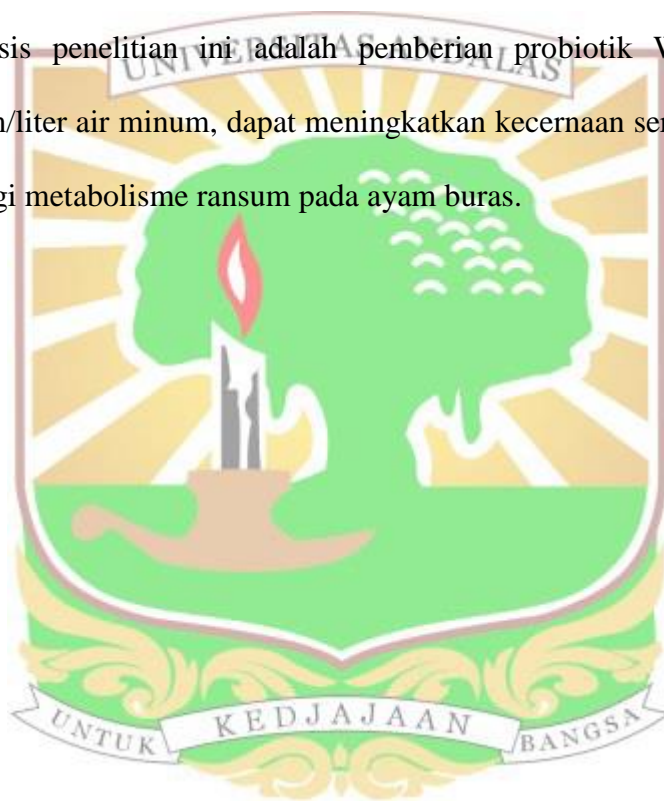 sis penelitian ini adalah pemberian probiotik
UNIVERSITAS ANDALAS
/liter air minum, dapat meningkatkan kecernaan
gi metabolisme ransum pada ayam buras.
UNTUK KEDJAJAAN BANGSA